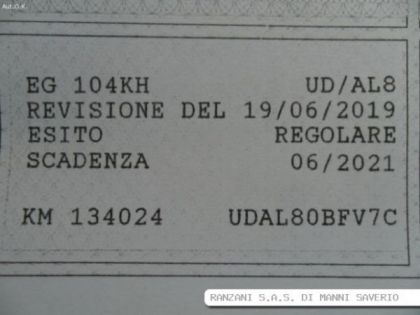 Aut.O.K.
EG 104KH UD/AL8
REVISIONE DEL 19/06/2019
ESITO REGOLARE
SCADENZA 06/2021
KM 134024 UDAL80BFV7C
RANZANI S.A.S. DI MANNI SAVERIO